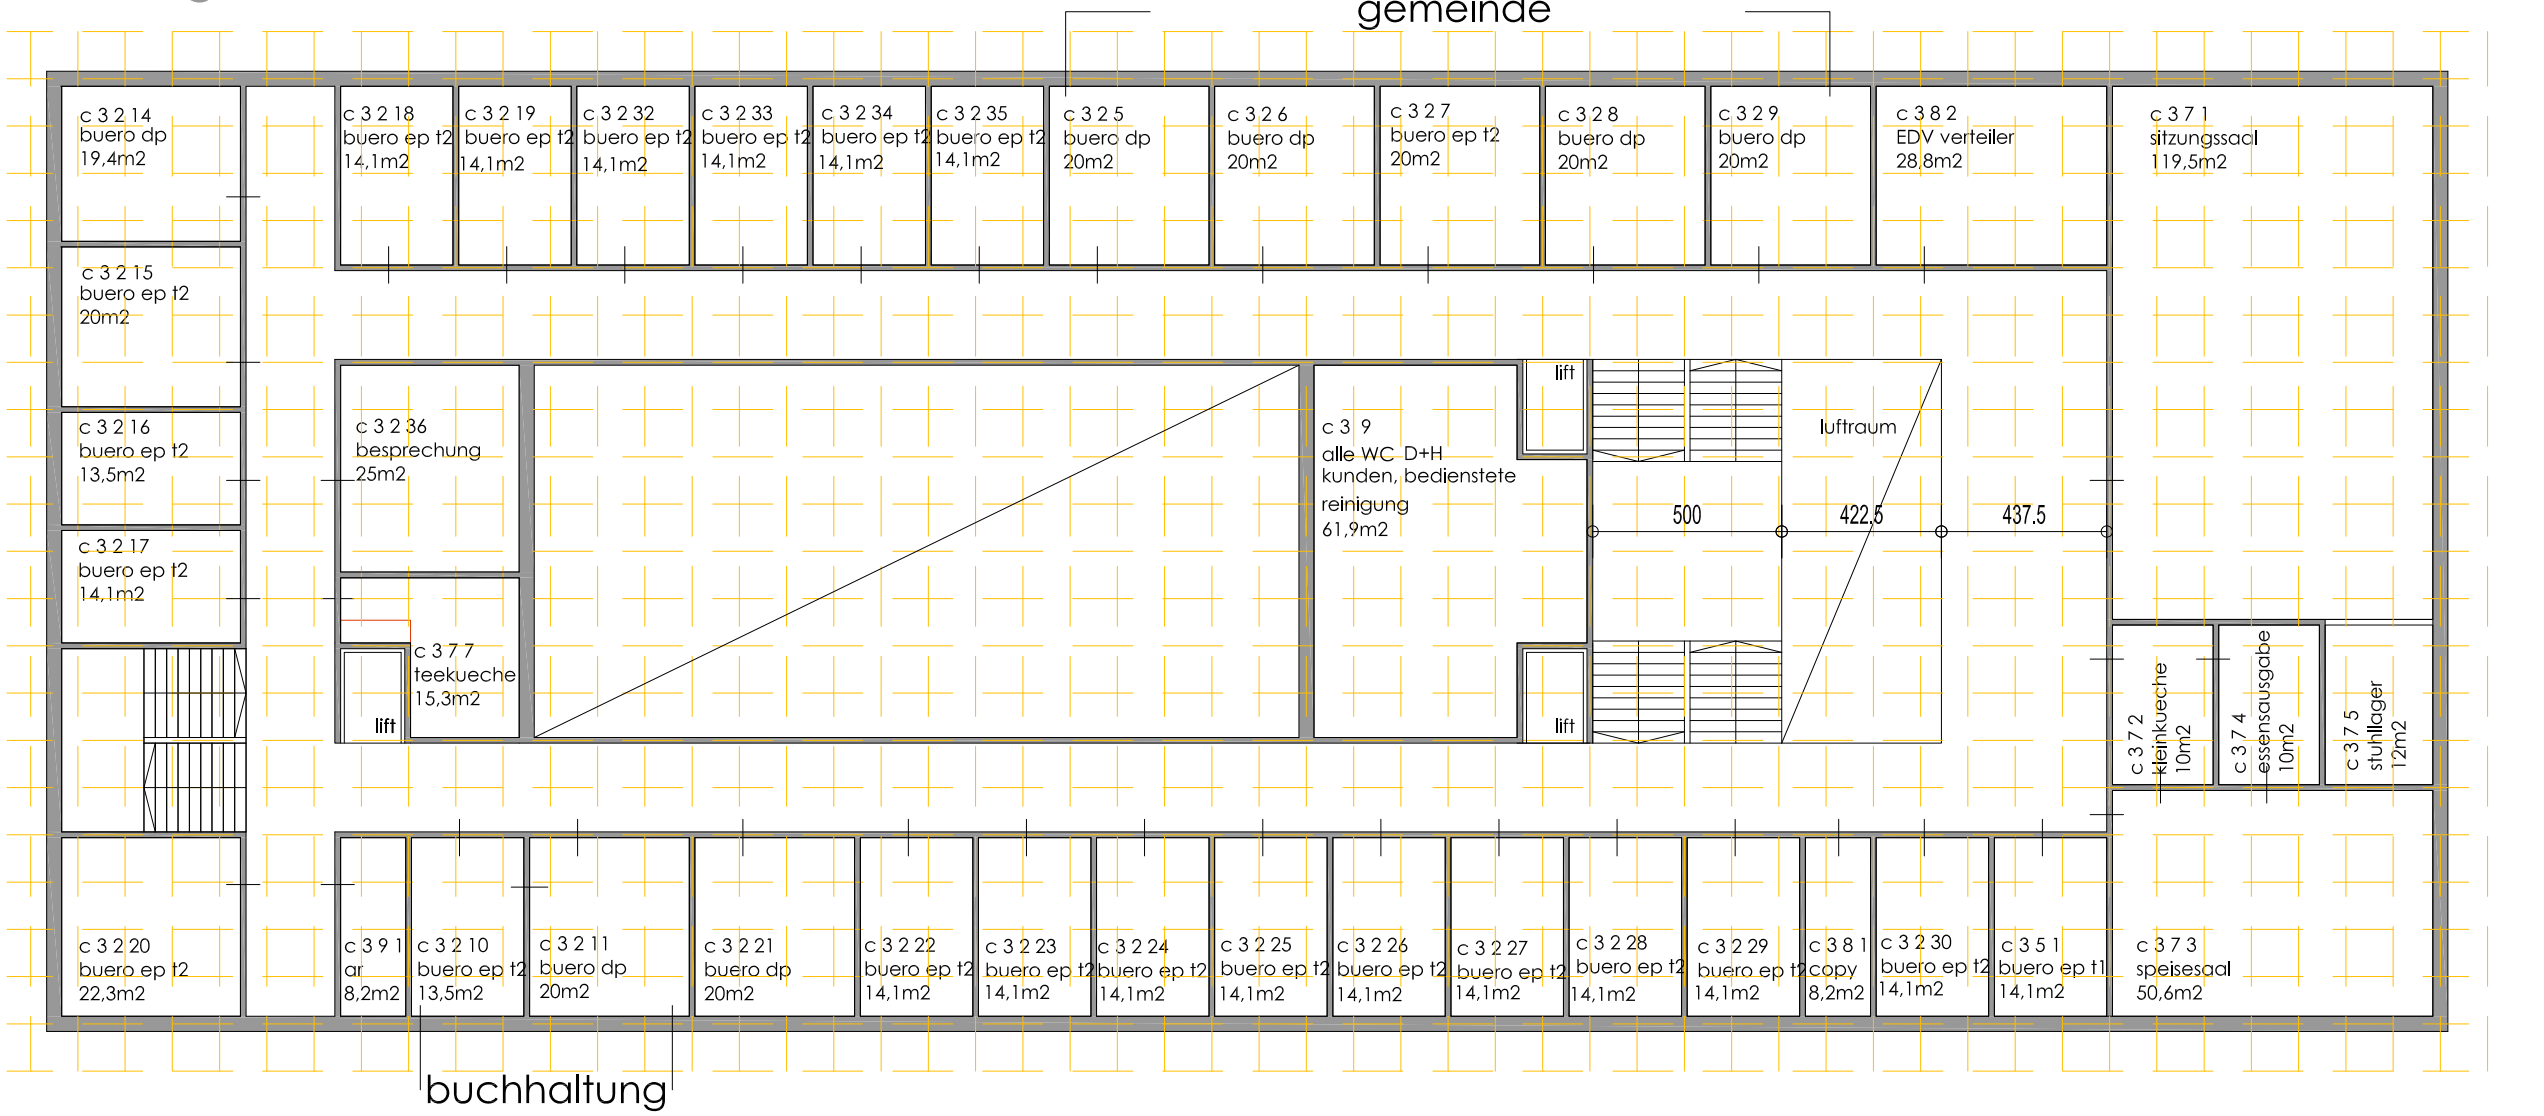 gemeinde
c 3 2 14
buero dp
19,4m2
c 3 2 18
buero ep t2
14,1m2
c 3 2 19
buero ep t2
14,1m2
c 3 2 32
buero ep t2
14,1m2
c 3 2 33
buero ep t2
14,1m2
c 3 2 34
buero ep t2
14,1m2
c 3 2 35
buero ep t2
14,1m2
c 3 2 5
buero dp
20m2
c 3 2 6
buero dp
20m2
c 3 2 7
buero ep t2
20m2
c 3 2 8
buero dp
20m2
c 3 2 9
buero dp
20m2
c 3 8 2
EDV verteiler
28,8m2
c 3 7 1
sitzungssaal
119,5m2
c 3 2 15
buero ep t2
20m2
c 3 2 16
buero ep t2
13,5m2
c 3 2 17
buero ep t2
14,1m2
c 3 2 36
besprechung
25m2
c 3 7 7
teekueche
15,3m2
lift
c 3 9
alle WC D+H
kunden, bedienstete
reinigung
61,9m2
lift
lift
luftraum
500
422.5
437.5
c 3 7 2
kleinkueche
10m2
c 3 7 4
essensausgabe
10m2
c 3 7 5
stuhllager
12m2
c 3 2 20
buero ep t2
22,3m2
c 3 9 1
ar
8,2m2
c 3 2 10
buero ep t2
13,5m2
c 3 2 11
buero dp
20m2
c 3 2 21
buero dp
20m2
c 3 2 22
buero ep t2
14,1m2
c 3 2 23
buero ep t2
14,1m2
c 3 2 24
buero ep t2
14,1m2
c 3 2 25
buero ep t2
14,1m2
c 3 2 26
buero ep t2
14,1m2
c 3 2 27
buero ep t2
14,1m2
c 3 2 28
buero ep t2
14,1m2
c 3 2 29
buero ep t2
14,1m2
c 3 8 1
copy
8,2m2
c 3 2 30
buero ep t2
14,1m2
c 3 5 1
buero ep t1
14,1m2
c 3 7 3
speisesaal
50,6m2
buchhaltung